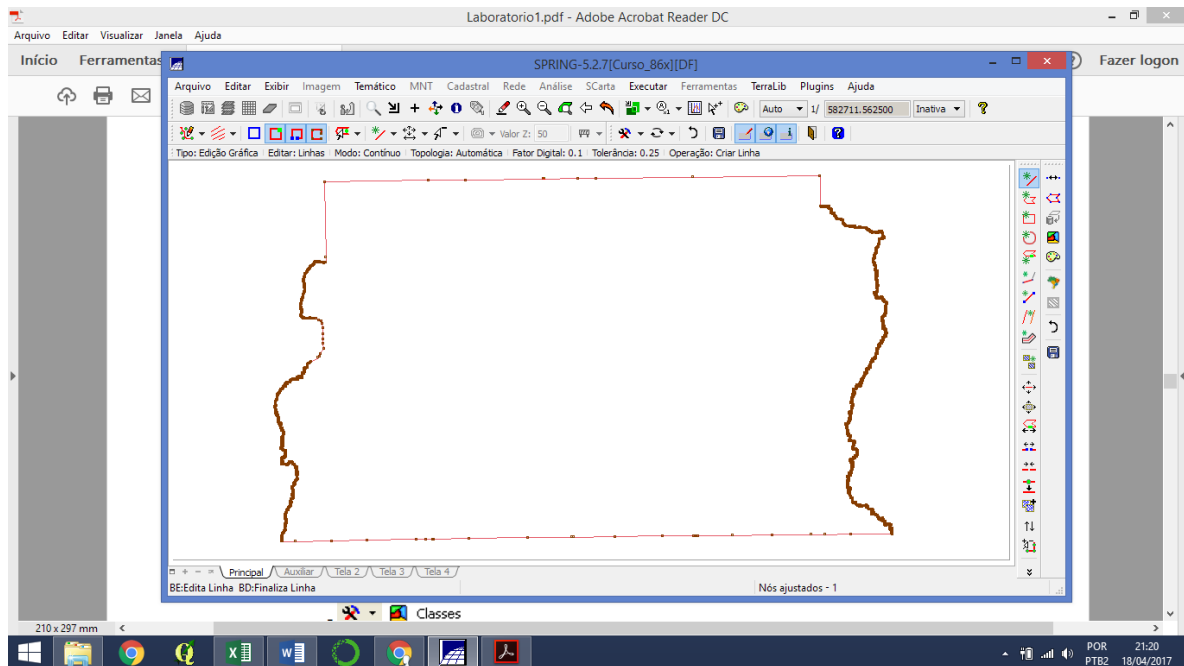 Laboratorio1.pdf - Adobe Acrobat Reader DC
Arquivo Editar Visualizar Janela Ajuda
Início Ferramentas Fazer logon
SPRING-5.2.7[Curso_86x][DF]
Arquivo Editar Exibir Imagem Temático MNT Cadastral Rede Análise SCarta Executar Ferramentas TerraLib Plugins Ajuda
Auto 1/ 582711.562500 Inativa
Valor Z: 50
Tipo: Edição Gráfica Editar: Linhas Modo: Contínuo Topologia: Automática Fator Digital: 0.1 Tolerância: 0.25 Operação: Criar Linha
Principal Auxiliar Tela 2 Tela 3 Tela 4
BE:Edita Linha BD:Finaliza Linha Nós ajustados - 1
Classes
210 x 297 mm
POR 21:20
PTB2 18/04/2017